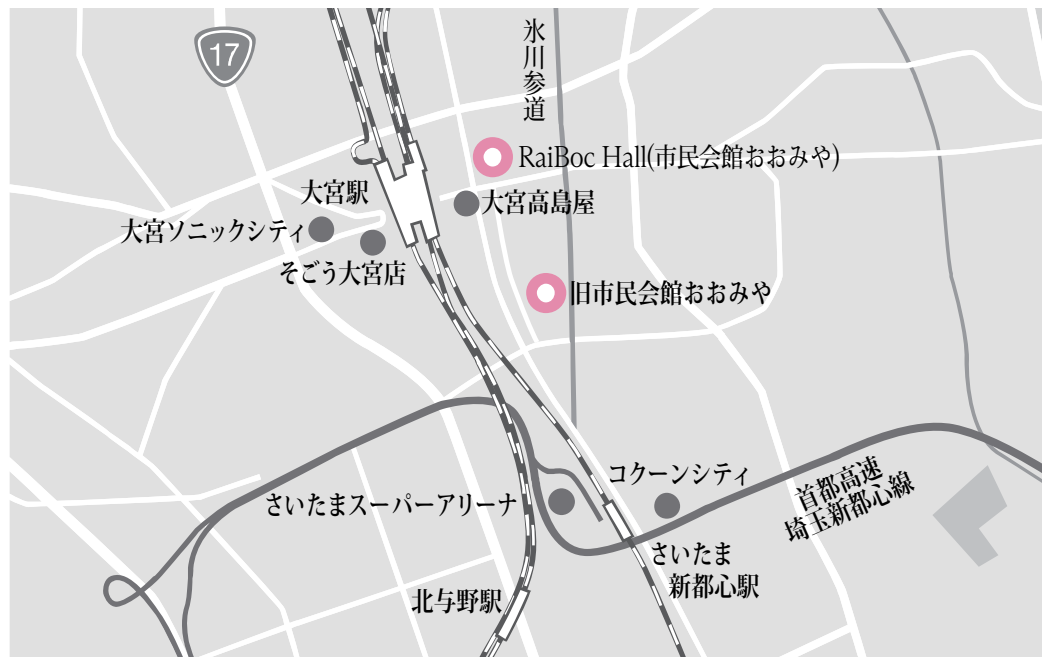 17
氷川参道
RaiBoc Hall(市民会館おおみや)
大宮駅
大宮高島屋
大宮ソニックシティ
そごう大宮店
旧市民会館おおみや
コクーンシティ
さいたまスーパーアリーナ
首都高速
埼玉新都心線
さいたま
新都心駅
北与野駅